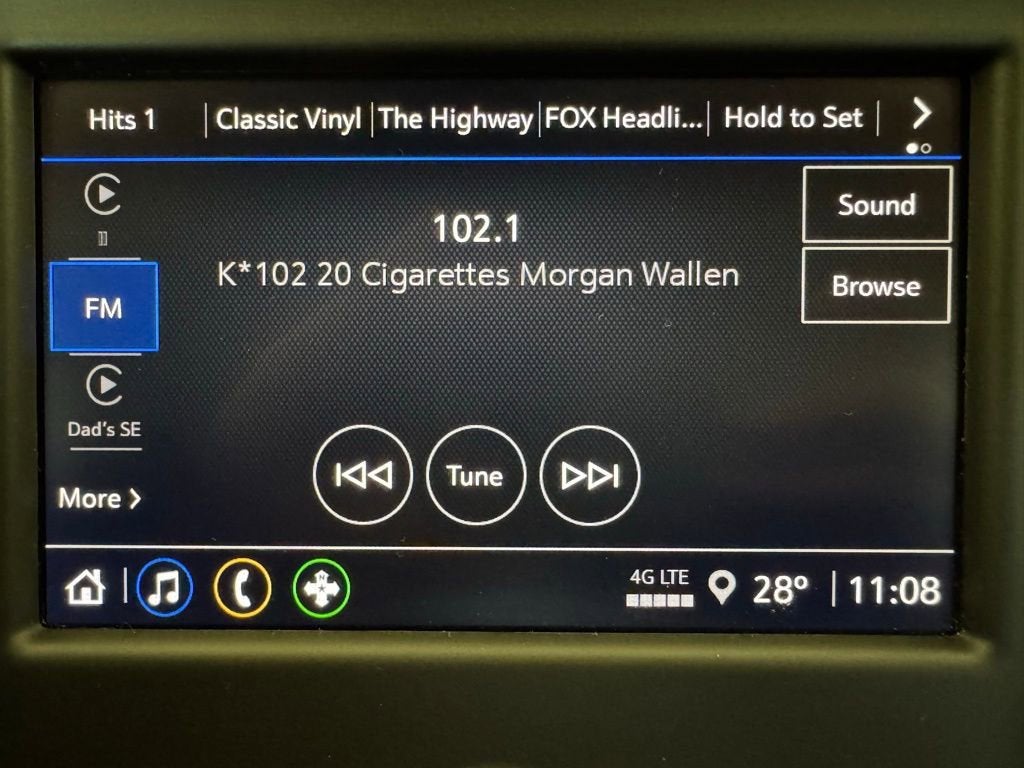 Hits 1 Classic Vinyl The Highway FOX Headli... Hold to Set
Sound
102.1
K*102 20 Cigarettes Morgan Wallen
Browse
FM
Dad's SE
Tune
More
4G LTE
28° 11:08